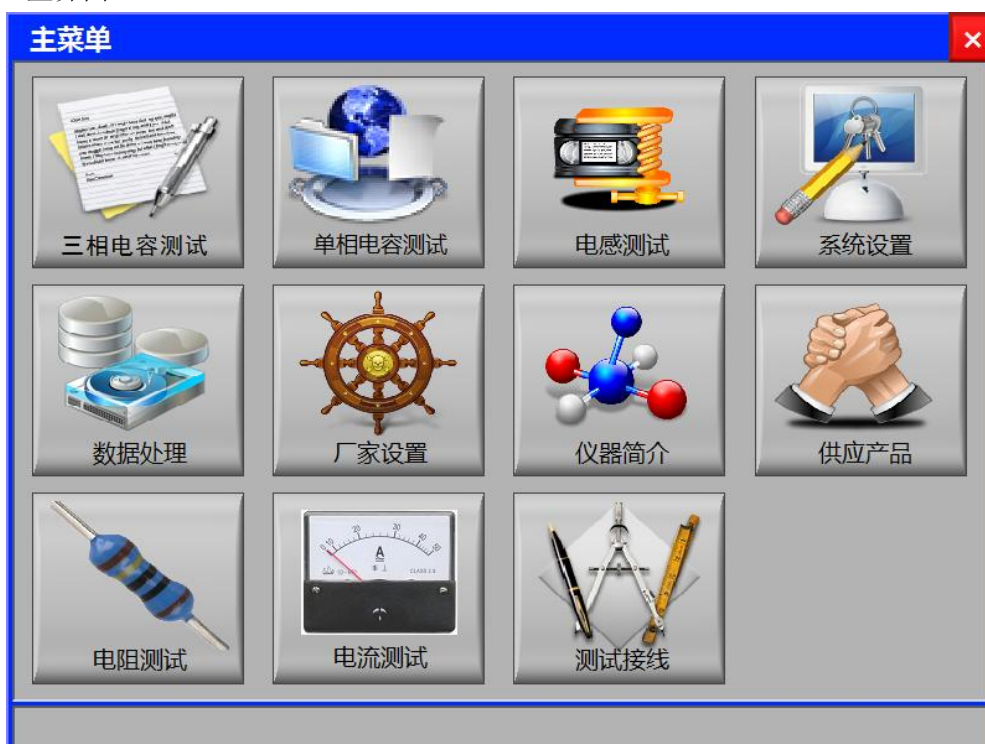 主菜单
三相电容测试
单相电容测试
电感测试
系统设置
数据处理
厂家设置
仪器简介
供应产品
电阻测试
A
电流测试
测试接线